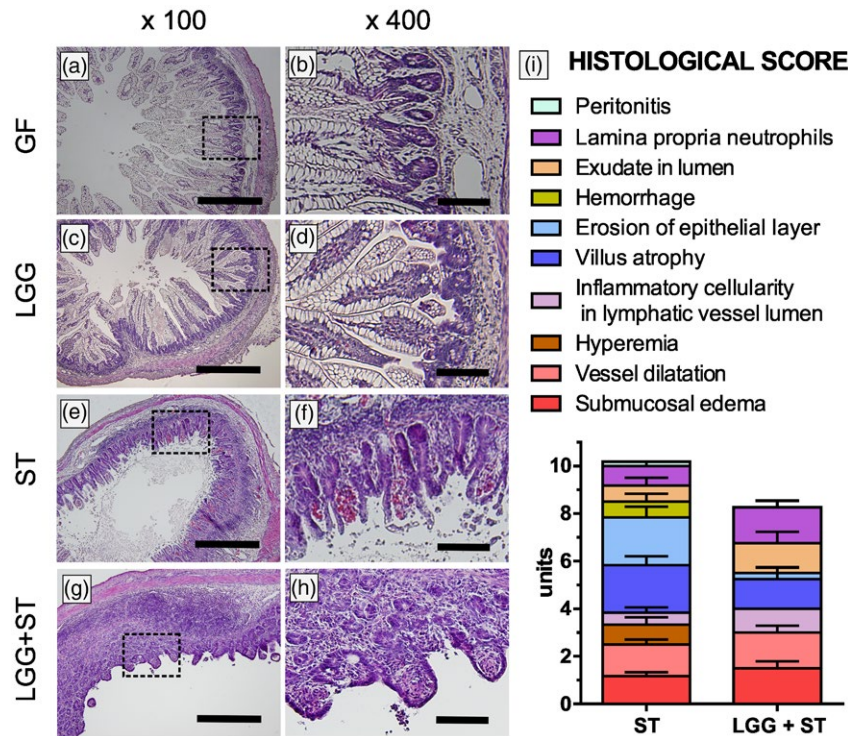 x 100
x 400
GF
(a)
(b)
LGG
(c)
(d)
ST
(e)
(f)
LGG+ST
(g)
(h)
(i) HISTOLOGICAL SCORE
Peritonitis
Lamina propria neutrophils
Exudate in lumen
Hemorrhage
Erosion of epithelial layer
Villus atrophy
Inflammatory cellularity
in lymphatic vessel lumen
Hyperemia
Vessel dilatation
Submucosal edema
units
10
8
6
4
2
0
ST
LGG + ST